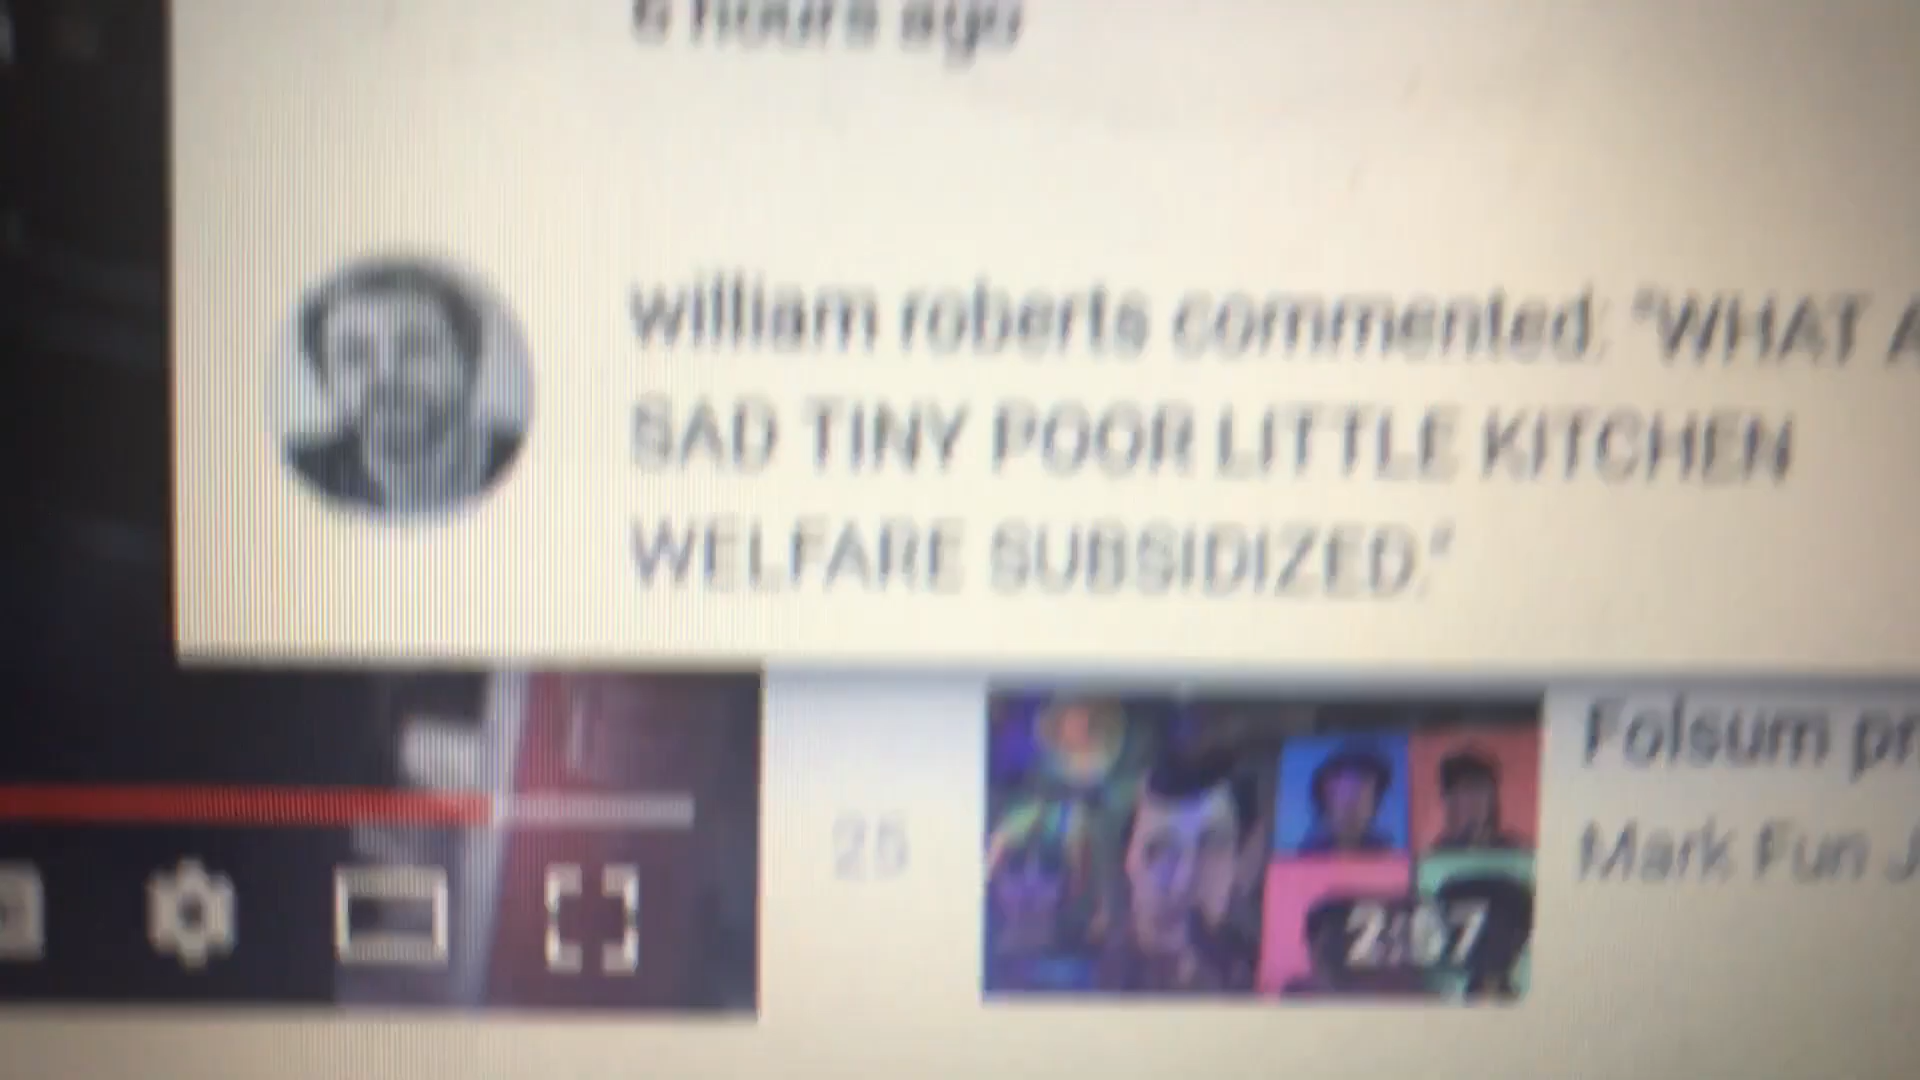 6 hours ago
william roberts commented: "WHAT A
SAD TINY POOR LITTLE KITCHEN
WELFARE SUBSIDIZED."
Folsum pr
25
Mark Fun J
2:57